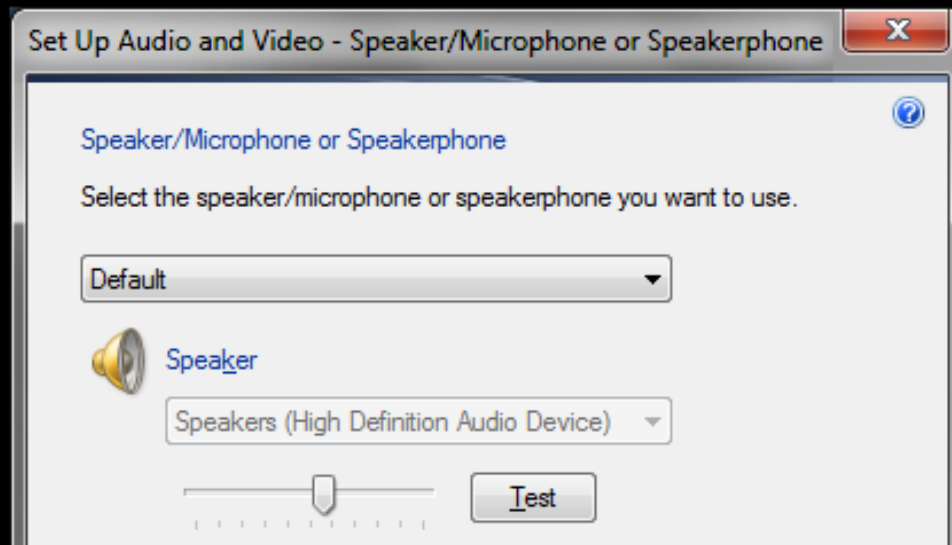 Set Up Audio and Video - Speaker/Microphone or Speakerphone
Speaker/Microphone or Speakerphone
Select the speaker/microphone or speakerphone you want to use.
Default
Speaker
Speakers (High Definition Audio Device)
Test